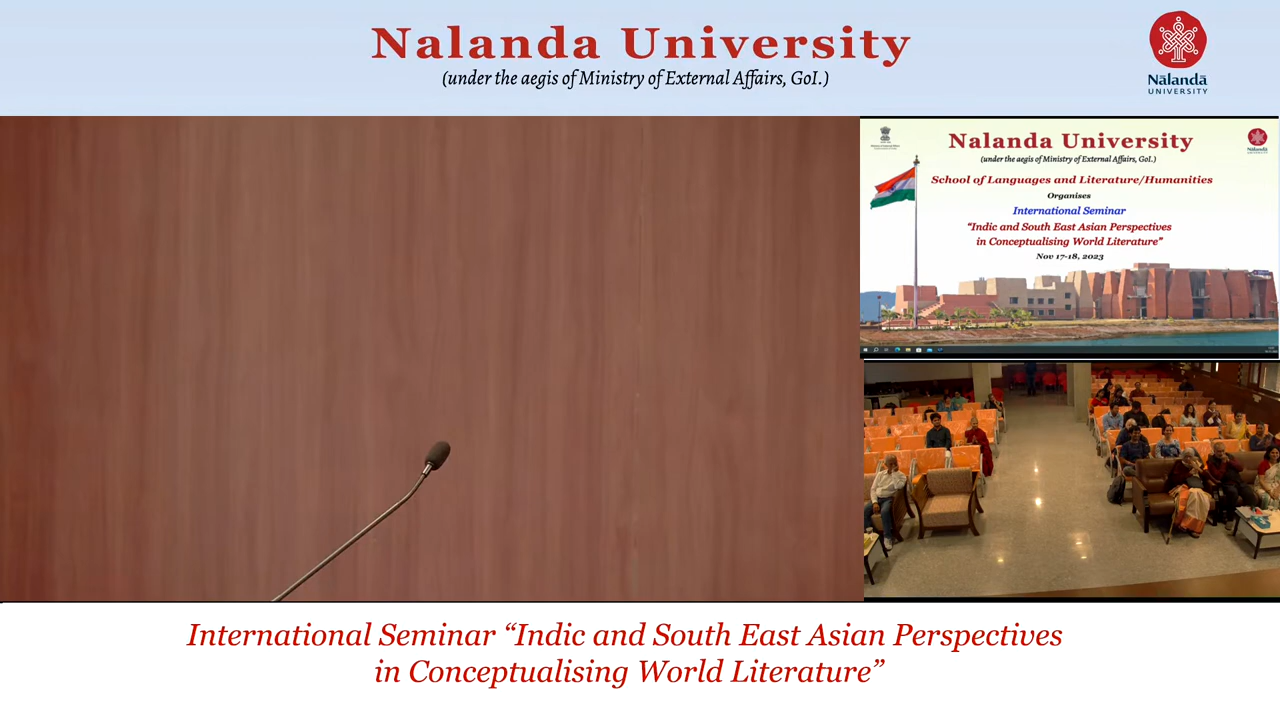 Nalanda University
(under the aegis of Ministry of External Affairs, GoI.)
Nālandā
UNIVERSITY
Nalanda University
(under the aegis of Ministry of External Affairs, GoI.)
Nālandā
School of Languages and Literature/Humanities
Organises
International Seminar
“Indic and South East Asian Perspectives
in Conceptualising World Literature”
Nov 17-18, 2023
International Seminar “Indic and South East Asian Perspectives
in Conceptualising World Literature”